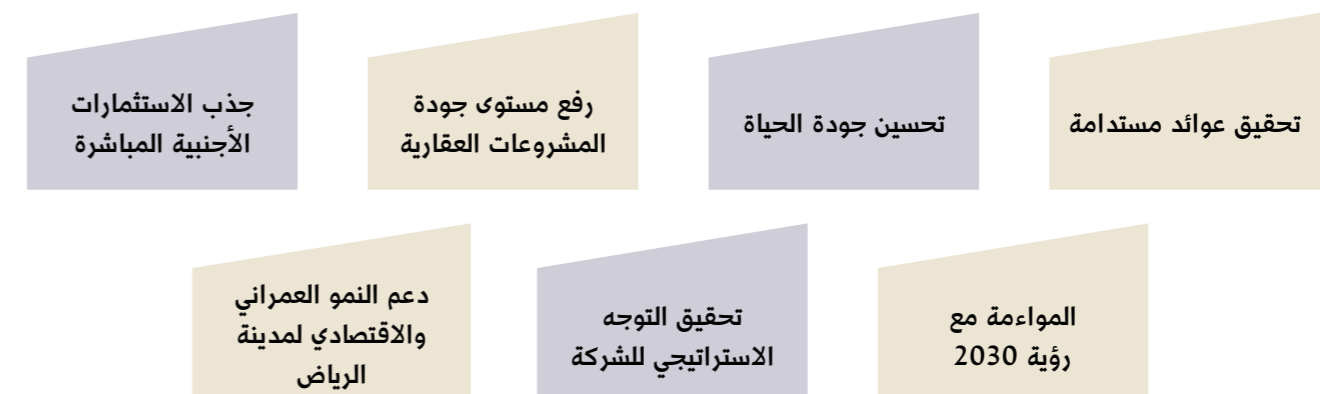 تحقيق عوائد مستدامة
تحسين جودة الحياة
رفع مستوى جودة
المشروعات العقارية
جذب الاستثمارات
الأجنبية المباشرة
المواءمة مع
رؤية 2030
تحقيق التوجه
الاستراتيجي للشركة
دعم النمو العمراني
والاقتصادي لمدينة
الرياض